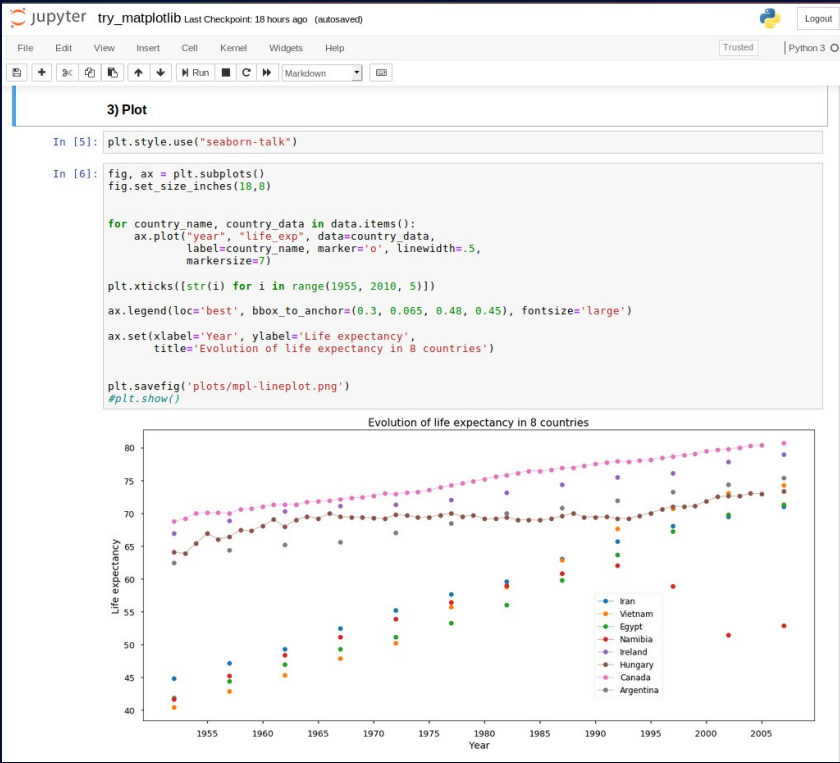 jupyter try_matplotlib Last Checkpoint: 18 hours ago (autosaved)
Logout
File Edit View Insert Cell Kernel Widgets Help
Trusted
Python 3
Run
Markdown
3) Plot
In [5]: plt.style.use("seaborn-talk")
In [6]: fig, ax = plt.subplots()
fig.set_size_inches(18,8)
for country_name, country_data in data.items():
    ax.plot("year", "life_exp", data=country_data,
            label=country_name, marker='o', linewidth=.5,
            markersize=7)
plt.xticks([str(i) for i in range(1955, 2010, 5)])
ax.legend(loc='best', bbox_to_anchor=(0.3, 0.065, 0.48, 0.45), fontsize='large')
ax.set(xlabel='Year', ylabel='Life expectancy',
       title='Evolution of life expectancy in 8 countries')
plt.savefig('plots/mpl-lineplot.png')
#plt.show()
Evolution of life expectancy in 8 countries
80
75
70
65
60
55
50
45
40
Life expectancy
Iran
Vietnam
Egypt
Namibia
Ireland
Hungary
Canada
Argentina
1955 1960 1965 1970 1975 1980 1985 1990 1995 2000 2005
Year